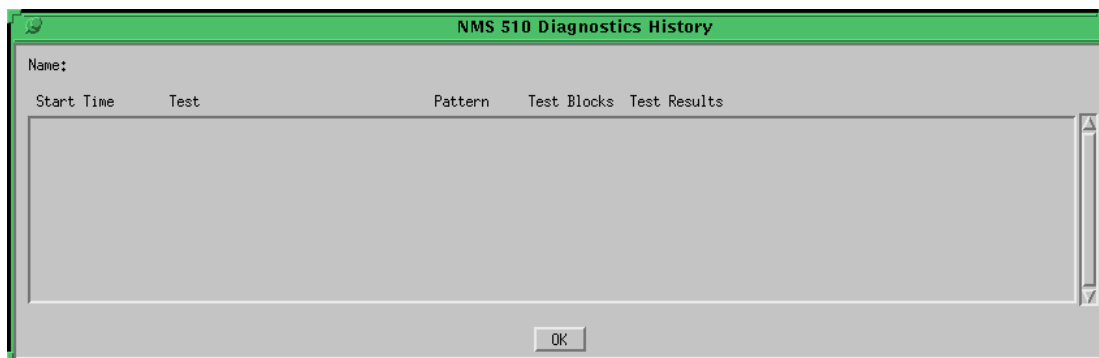 NMS 510 Diagnostics History
Name:
Start Time Test Pattern Test Blocks Test Results
OK